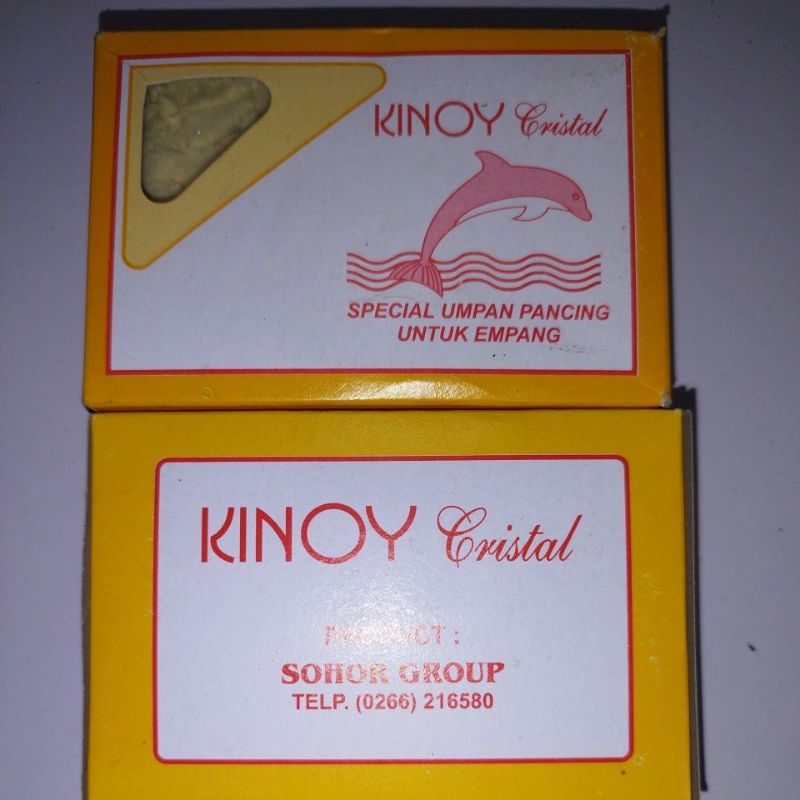 KINOY Cristal
SPECIAL UMPAN PANCING
UNTUK EMPANG
KINOY Cristal
PRODUCT :
SOHOR GROUP
TELP. (0266) 216580